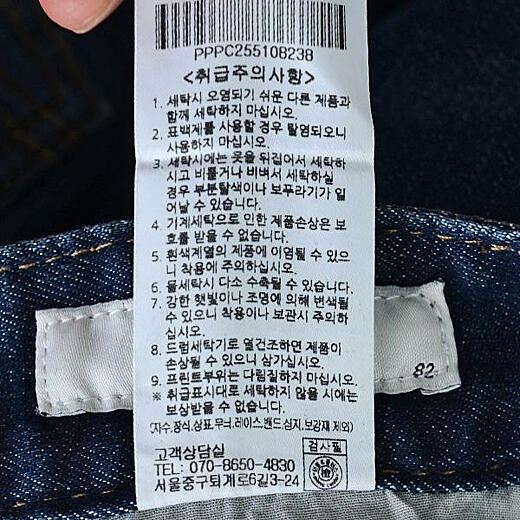 PPPC255108238
<취급주의사항>
1. 세탁시 오염되기 쉬운 다른 제품과
함께 세탁하지 마십시오.
2. 표백제를 사용할 경우 탈염되오니
사용하지 마십시오.
3. 세탁시에는 옷을 뒤집어서 세탁하
시고 비틀거나 비벼서 세탁하실
경우 부분탈색이나 보푸라기가 일
어날 수 있습니다.
4. 기계세탁으로 인한 제품손상은 보
호를 받을 수 없습니다.
5. 흰색계열의 제품에 이염될 수 있으
니 착용에 주의하십시오.
6. 물세탁시 다소 수축될 수 있습니다.
7. 강한 햇빛이나 조명에 의해 변색될
수 있으니 착용이나 보관시 주의하
십시오.
8. 드럼세탁기로 열건조하면 제품이
손상될 수 있으니 삼가십시오.
9. 프린트부위는 다림질하지 마십시오.
※ 취급표시대로 세탁하지 않을 시에는
보상받을 수 없습니다.
(자수,장식,상표,무늬,레이스,밴드,심지,보강재 제외)
고객상담실
검사필
TEL: 070-8650-4830
서울중구퇴계로6길3-24
82